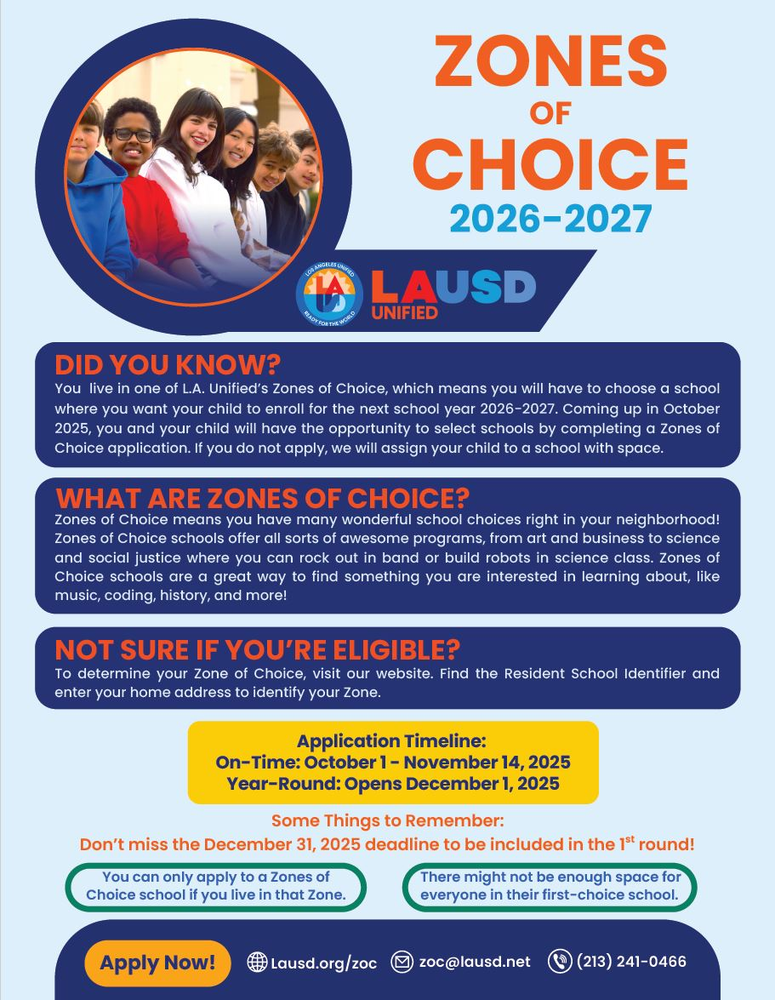 ZONES
OF
CHOICE
2026-2027
LOS ANGELES UNIFIED
LAUSD
READY FOR THE WORLD
UNIFIED
DID YOU KNOW?
You live in one of L.A. Unified's Zones of Choice, which means you will have to choose a school
where you want your child to enroll for the next school year 2026-2027. Coming up in October
2025, you and your child will have the opportunity to select schools by completing a Zones of
Choice application. If you do not apply, we will assign your child to a school with space.
WHAT ARE ZONES OF CHOICE?
Zones of Choice means you have many wonderful school choices right in your neighborhood!
Zones of Choice schools offer all sorts of awesome programs, from art and business to science
and social justice where you can rock out in band or build robots in science class. Zones of
Choice schools are a great way to find something you are interested in learning about, like
music, coding, history, and more!
NOT SURE IF YOU'RE ELIGIBLE?
To determine your Zone of Choice, visit our website. Find the Resident School Identifier and
enter your home address to identify your Zone.
Application Timeline:
On-Time: October 1 - November 14, 2025
Year-Round: Opens December 1, 2025
Some Things to Remember:
Don't miss the December 31, 2025 deadline to be included in the 1st round!
You can only apply to a Zones of
Choice school if you live in that Zone.
There might not be enough space for
everyone in their first-choice school.
Apply Now! Lausd.org/zoc zoc@lausd.net (213) 241-0466